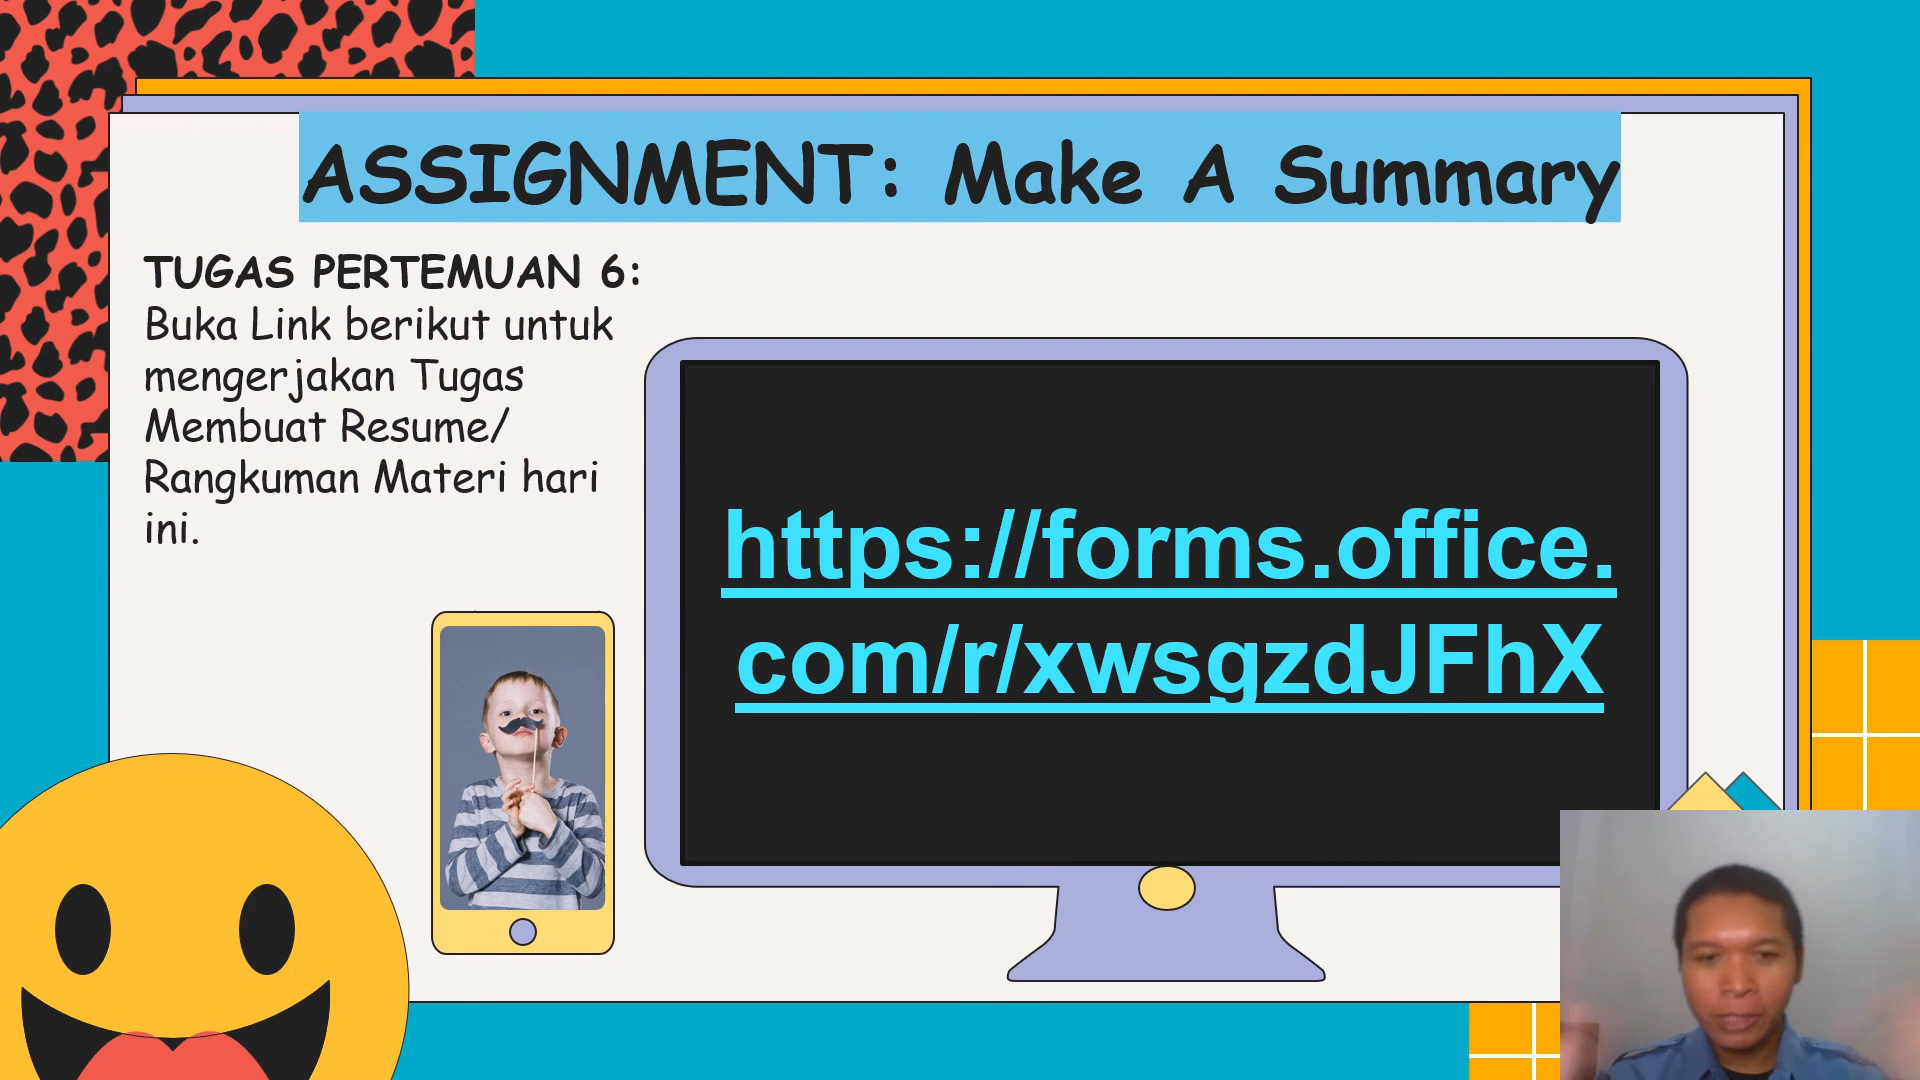 ASSIGNMENT: Make A Summary
TUGAS PERTEMUAN 6:
Buka Link berikut untuk
mengerjakan Tugas
Membuat Resume/
Rangkuman Materi hari
ini.
https://forms.office.
com/r/xwsgzdJFhX